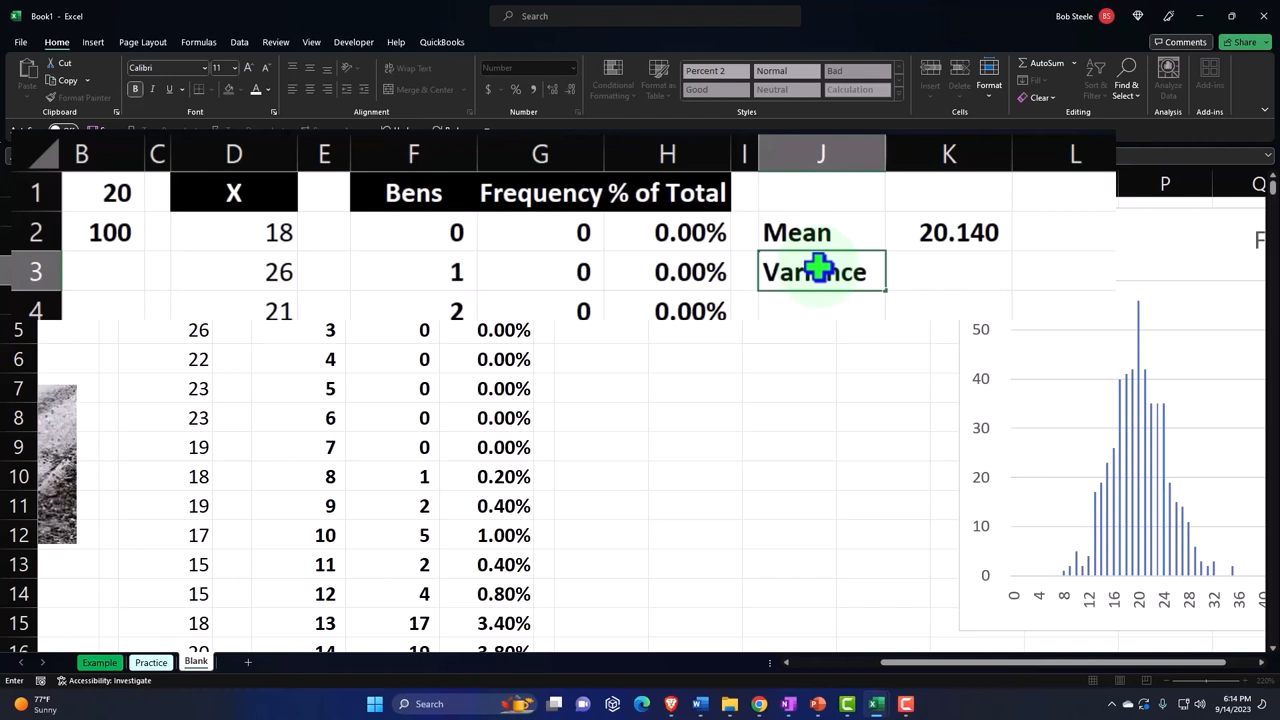 Book1 - Excel
Search
Bob Steele BS
File Home Insert Page Layout Formulas Data Review View Developer Help QuickBooks
Comments Share
Cut
Copy
Format Painter
Paste
Calibri 11
Wrap Text
Merge & Center
Number
Conditional Formatting
Format as Table
Percent 2 Normal Bad
Good Neutral Calculation
Insert Delete Format
AutoSum
Fill
Clear
Sort & Filter
Find & Select
Analyze Data
Add-ins
Clipboard Font Alignment Number Styles Cells Editing Analysis Add-ins
B C D E F G H I J K L P Q
1 20 X Bens Frequency % of Total
2 100 18 0 0 0.00% Mean 20.140
3 26 1 0 0.00% Variance
4 21 2 0 0.00%
5 26 3 0 0.00%
6 22 4 0 0.00%
7 23 5 0 0.00%
8 23 6 0 0.00%
9 19 7 0 0.00%
10 18 8 1 0.20%
11 19 9 2 0.40%
12 17 10 5 1.00%
13 15 11 2 0.40%
14 15 12 4 0.80%
15 18 13 17 3.40%
16 20 14 19 3.80%
F
50
40
30
20
10
0
0 4 8 12 16 20 24 28 32 36 40
Example Practice Blank
Enter Accessibility: Investigate
220%
77°F
Sunny
Search
6:14 PM
9/14/2023